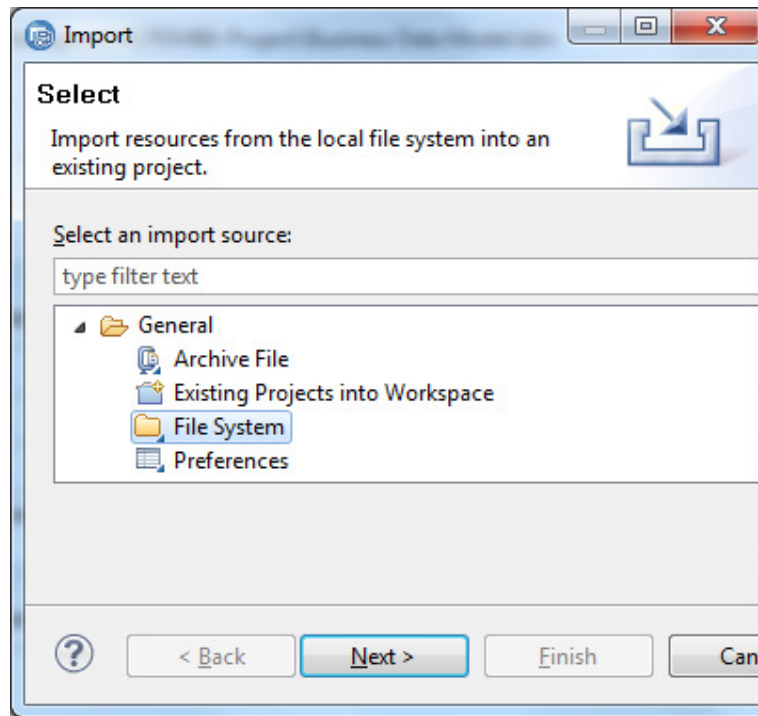 Import
Select
Import resources from the local file system into an
existing project.
Select an import source:
type filter text
General
Archive File
Existing Projects into Workspace
File System
Preferences
?
< Back
Next >
Finish
Can